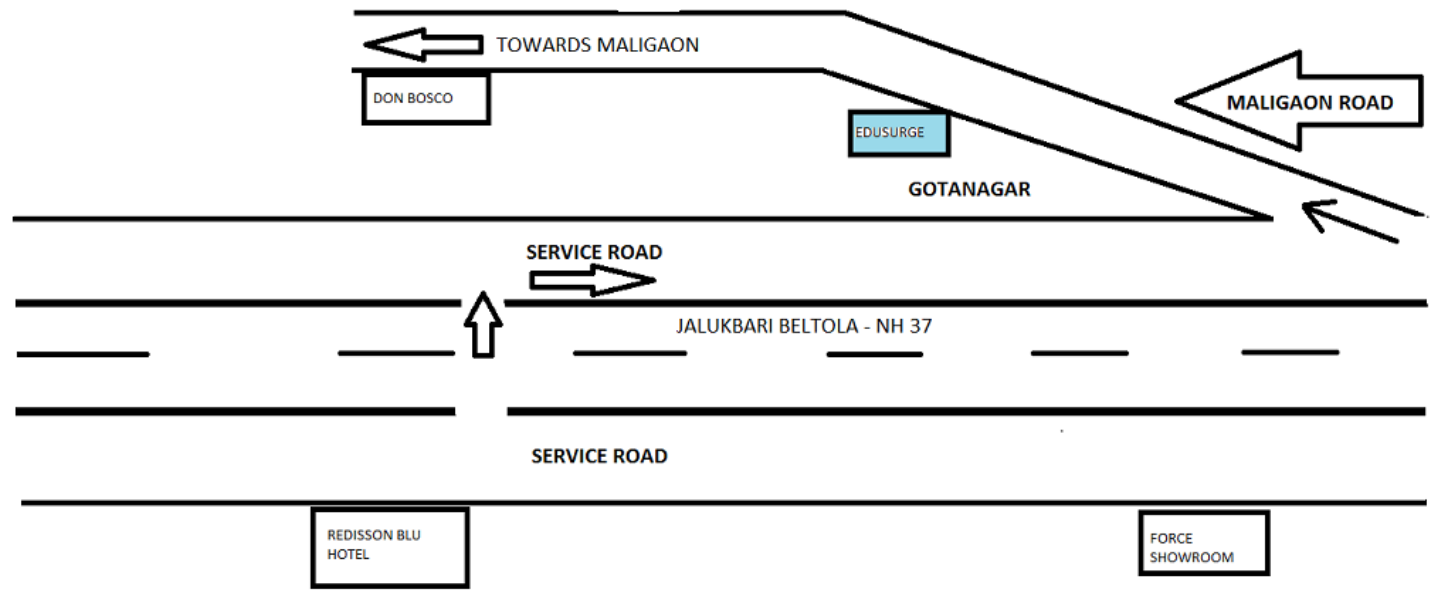 TOWARDS MALIGAON
DON BOSCO
MALIGAON ROAD
EDUSURGE
GOTANAGAR
SERVICE ROAD
JALUKBARI BELTOLA - NH 37
SERVICE ROAD
REDISSON BLU
HOTEL
FORCE
SHOWROOM